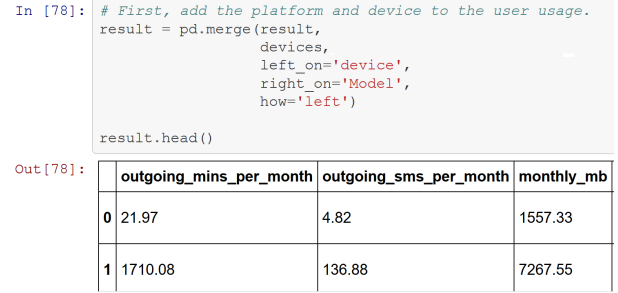 In [78]: # First, add the platform and device to the user usage.
result = pd.merge(result,
devices,
left_on='device',
right_on='Model',
how='left')
result.head()
Out[78]:
outgoing_mins_per_month outgoing_sms_per_month monthly_mb
0 21.97 4.82 1557.33
1 1710.08 136.88 7267.55